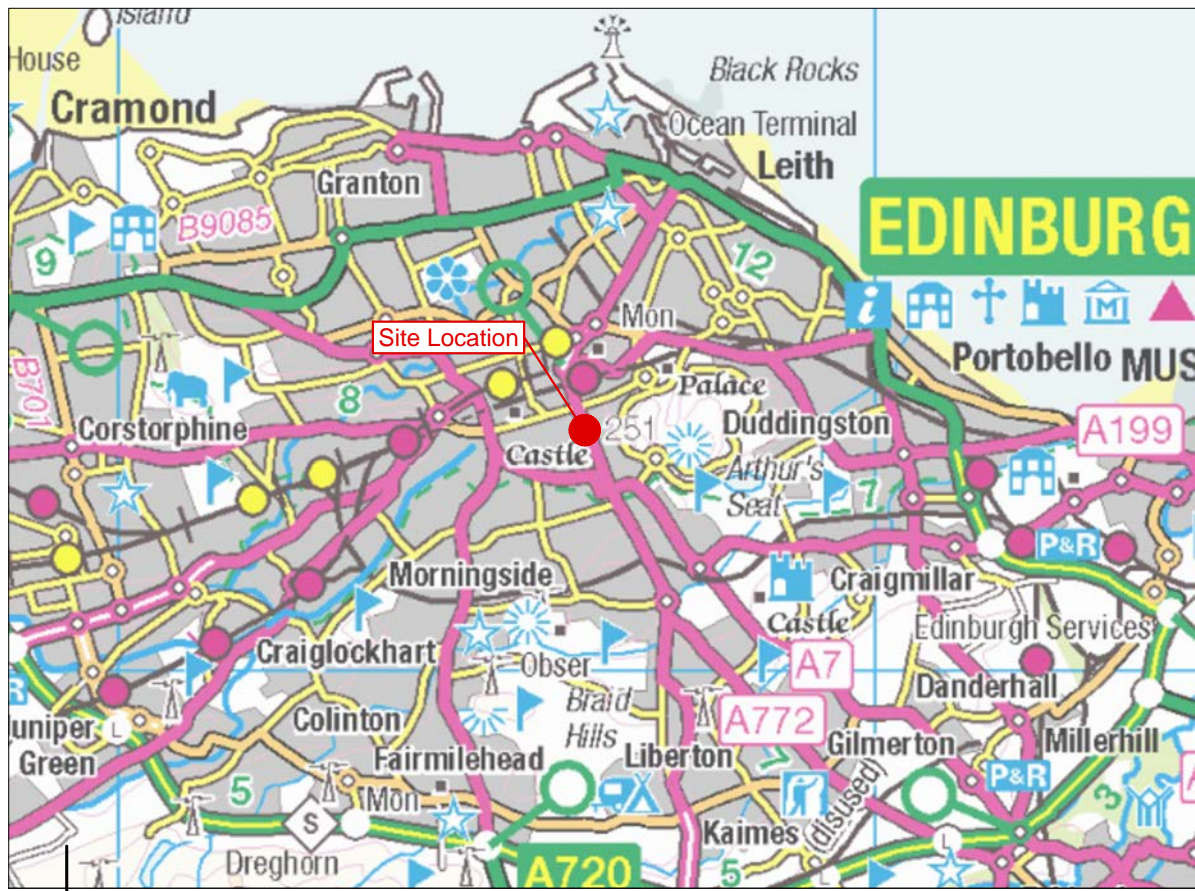 Island
House
Black Rocks
Cramond
Ocean Terminal
Leith
Granton
EDINBURG
B9085
9
12
Mon
Site Location
Portobello MUS
Palace
B701
8
Corstorphine
251
Duddingston
A199
Castle
Arthur's
Seat
7
P&R
Morningside
Craigmillar
Castle
Edinburgh Services
Craiglockhart
Obser
A7
R
Danderhall
Braid
Hills
A772
Colinton
Juniper
Green
L
Fairmilehead
Liberton
7
Gilmerton
Millerhill
P&R
5
Mon
(disused)
3
A
S
Kaimes
L
Dreghorn
L
A720
5
L